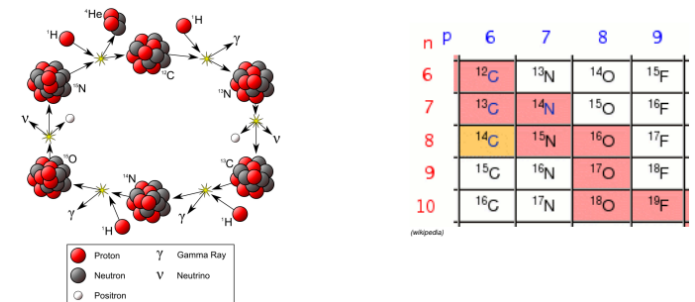 ⁴He
¹H
¹H
γ
¹²C
¹⁵N
¹³N
ν
ν
¹⁵O
¹³C
¹⁴N
γ
γ
¹H
¹H
Proton γ Gamma Ray
Neutron ν Neutrino
Positron
n p 6 7 8 9
6 ¹²C ¹³N ¹⁴O ¹⁵F
7 ¹³C ¹⁴N ¹⁵O ¹⁶F
8 ¹⁴C ¹⁵N ¹⁶O ¹⁷F
9 ¹⁵C ¹⁶N ¹⁷O ¹⁸F
10 ¹⁶C ¹⁷N ¹⁸O ¹⁹F
(wikipedia)